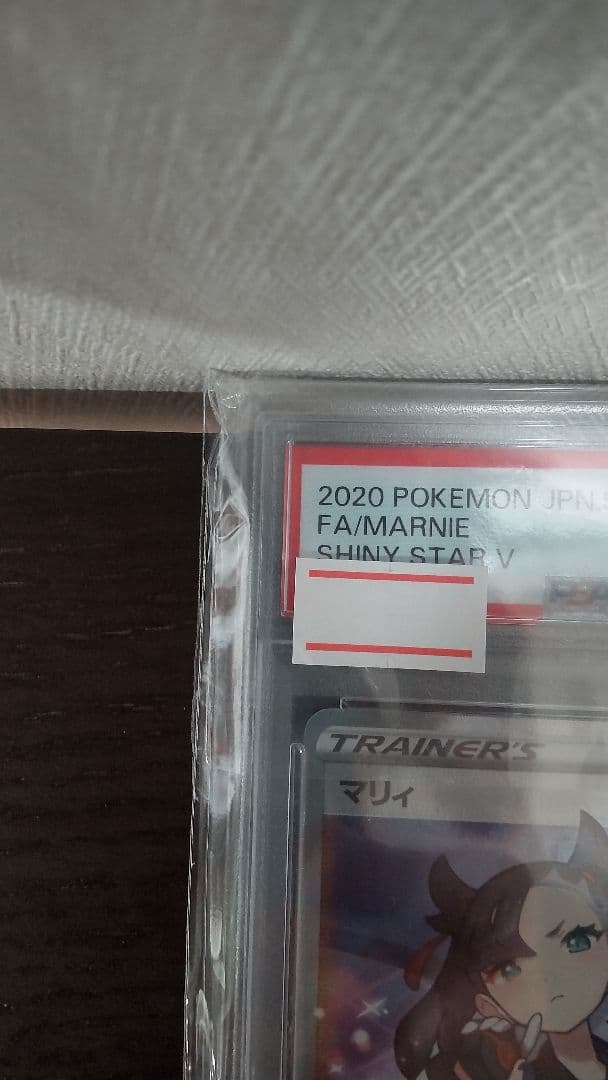 2020 POKEMON JPN.
FA/MARNIE
SHINY STAR V
TRAINER'S
マリィ